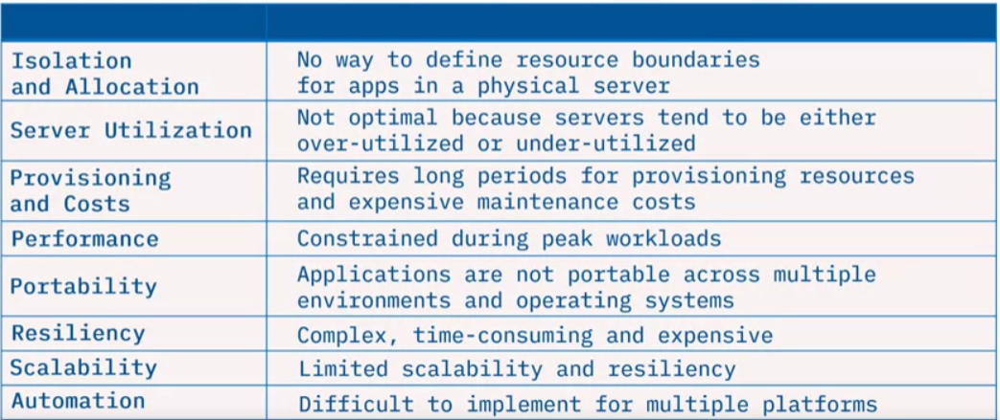 Isolation
and Allocation
No way to define resource boundaries
for apps in a physical server
Server Utilization
Not optimal because servers tend to be either
over-utilized or under-utilized
Provisioning
and Costs
Requires long periods for provisioning resources
and expensive maintenance costs
Performance
Constrained during peak workloads
Portability
Applications are not portable across multiple
environments and operating systems
Resiliency
Complex, time-consuming and expensive
Scalability
Limited scalability and resiliency
Automation
Difficult to implement for multiple platforms